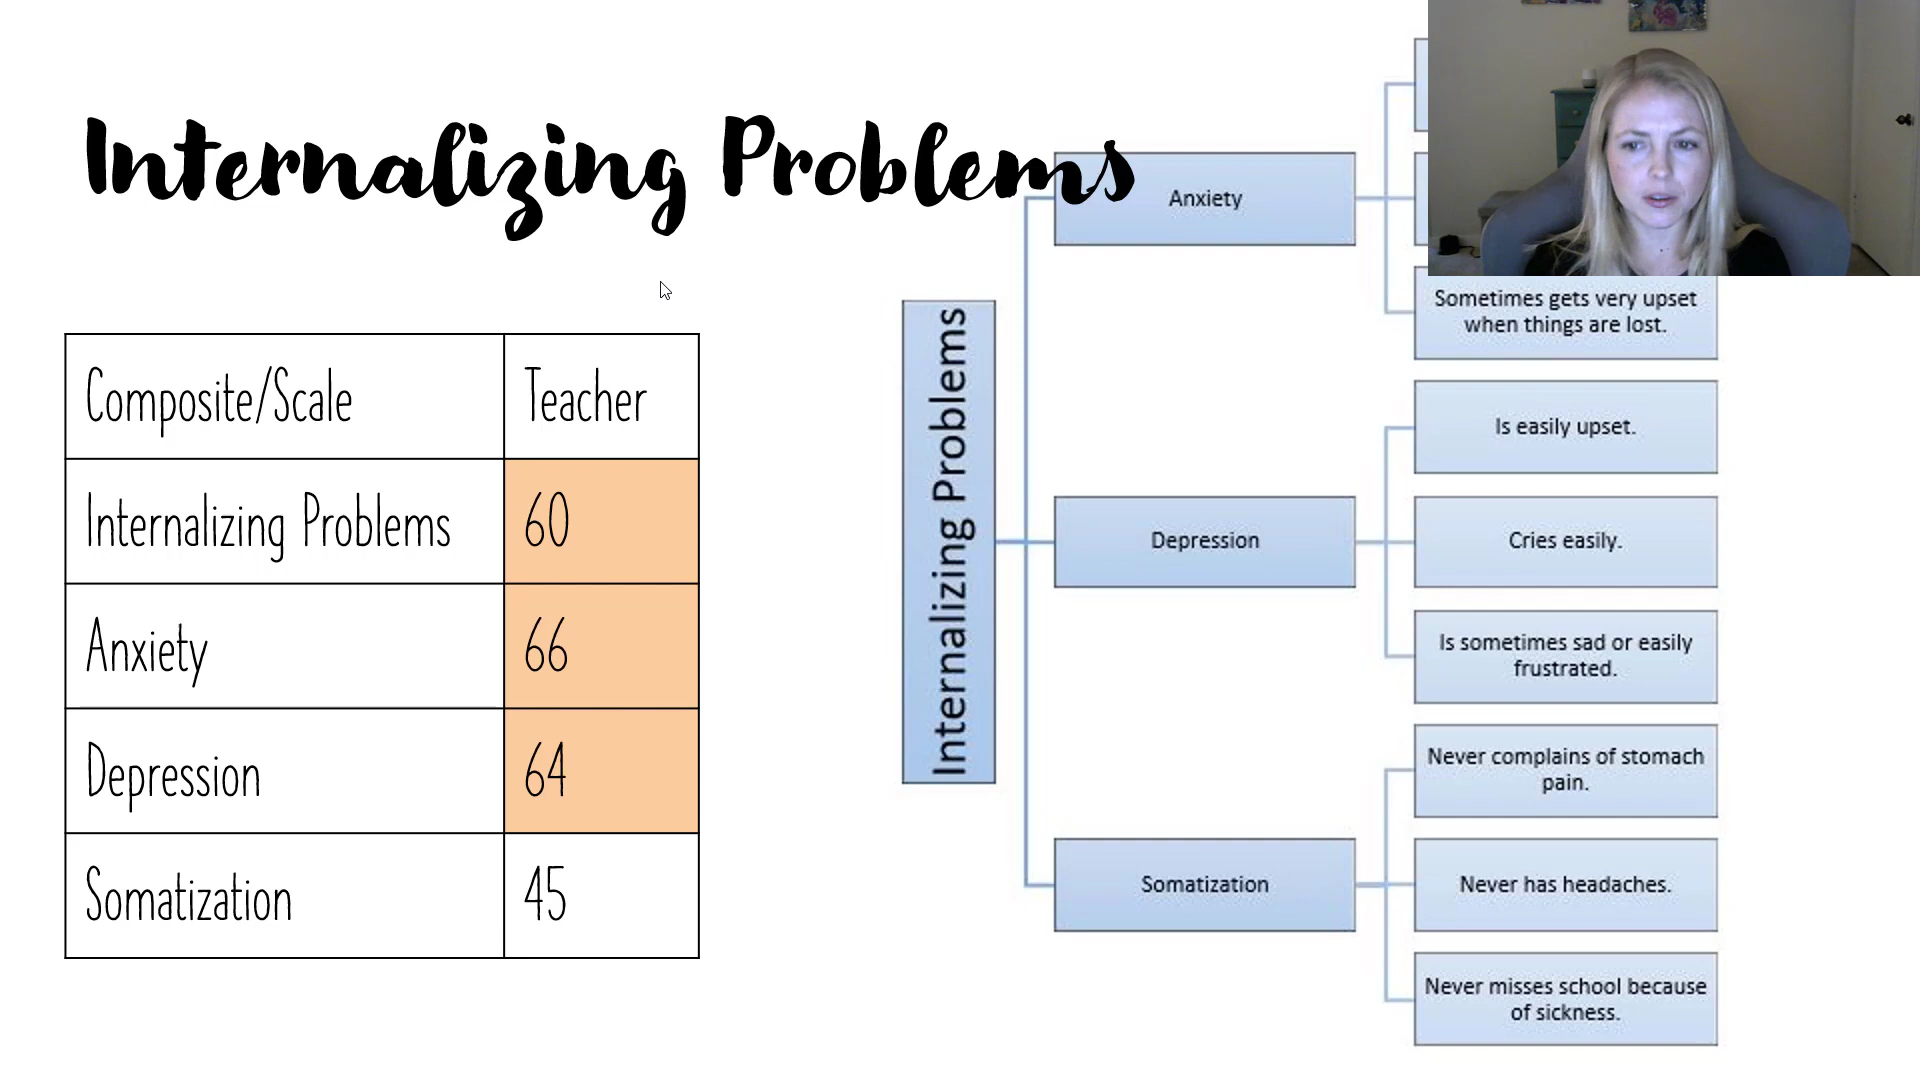 Internalizing Problems
Composite/Scale Teacher
Internalizing Problems 60
Anxiety 66
Depression 64
Somatization 45
Internalizing Problems
Anxiety
Sometimes gets very upset
when things are lost.
Depression
Is easily upset.
Cries easily.
Is sometimes sad or easily
frustrated.
Somatization
Never complains of stomach
pain.
Never has headaches.
Never misses school because
of sickness.